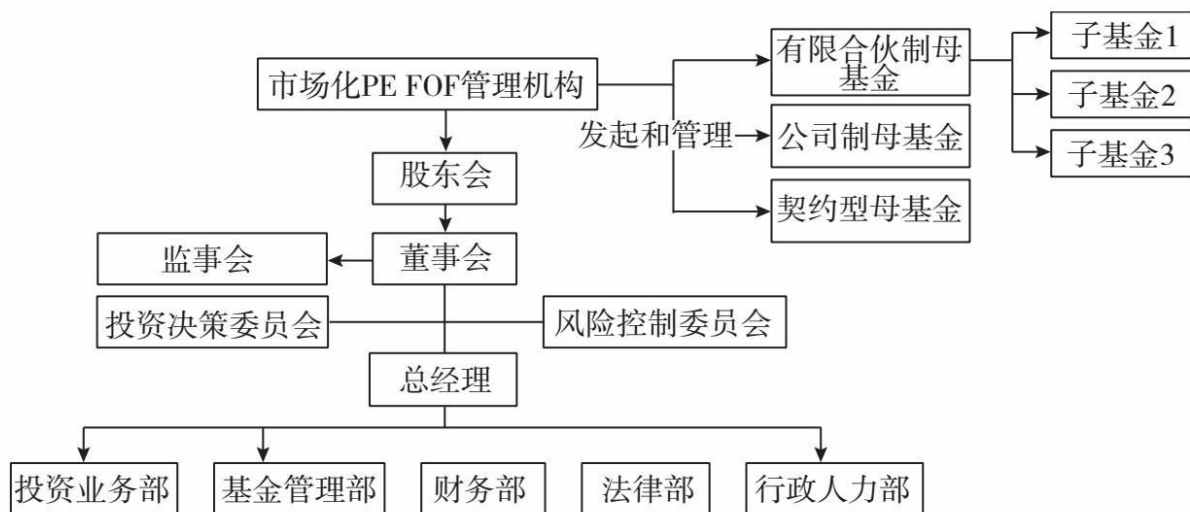 市场化PE FOF管理机构
发起和管理
有限合伙制母
基金
公司制母基金
契约型母基金
子基金1
子基金2
子基金3
股东会
监事会
董事会
投资决策委员会
风险控制委员会
总经理
投资业务部
基金管理部
财务部
法律部
行政人力部